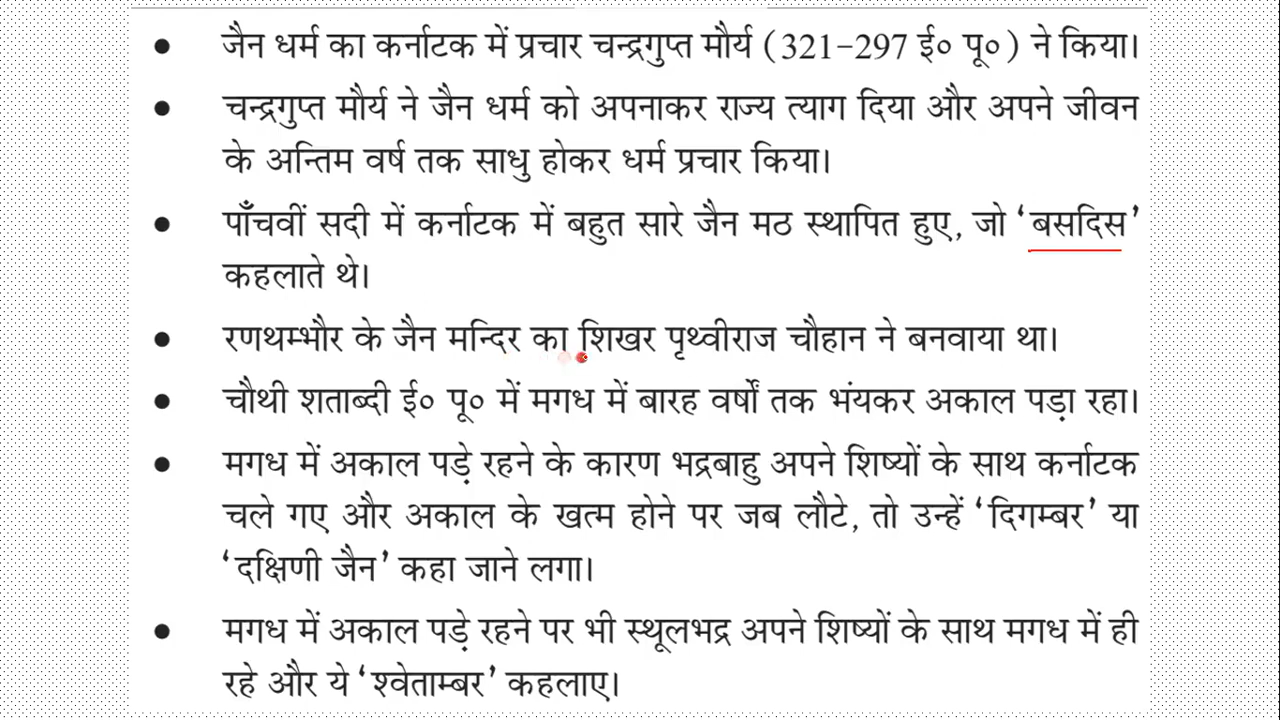 • जैन धर्म का कर्नाटक में प्रचार चन्द्रगुप्त मौर्य (321-297 ई० पू०) ने किया।
• चन्द्रगुप्त मौर्य ने जैन धर्म को अपनाकर राज्य त्याग दिया और अपने जीवन
के अन्तिम वर्ष तक साधु होकर धर्म प्रचार किया।
• पाँचवीं सदी में कर्नाटक में बहुत सारे जैन मठ स्थापित हुए, जो ‘बसदिस’
कहलाते थे।
• रणथम्भौर के जैन मन्दिर का शिखर पृथ्वीराज चौहान ने बनवाया था।
• चौथी शताब्दी ई० पू० में मगध में बारह वर्षों तक भंयकर अकाल पड़ा रहा।
• मगध में अकाल पड़े रहने के कारण भद्रबाहु अपने शिष्यों के साथ कर्नाटक
चले गए और अकाल के खत्म होने पर जब लौटे, तो उन्हें ‘दिगम्बर’ या
‘दक्षिणी जैन’ कहा जाने लगा।
• मगध में अकाल पड़े रहने पर भी स्थूलभद्र अपने शिष्यों के साथ मगध में ही
रहे और ये ‘श्वेताम्बर’ कहलाए।